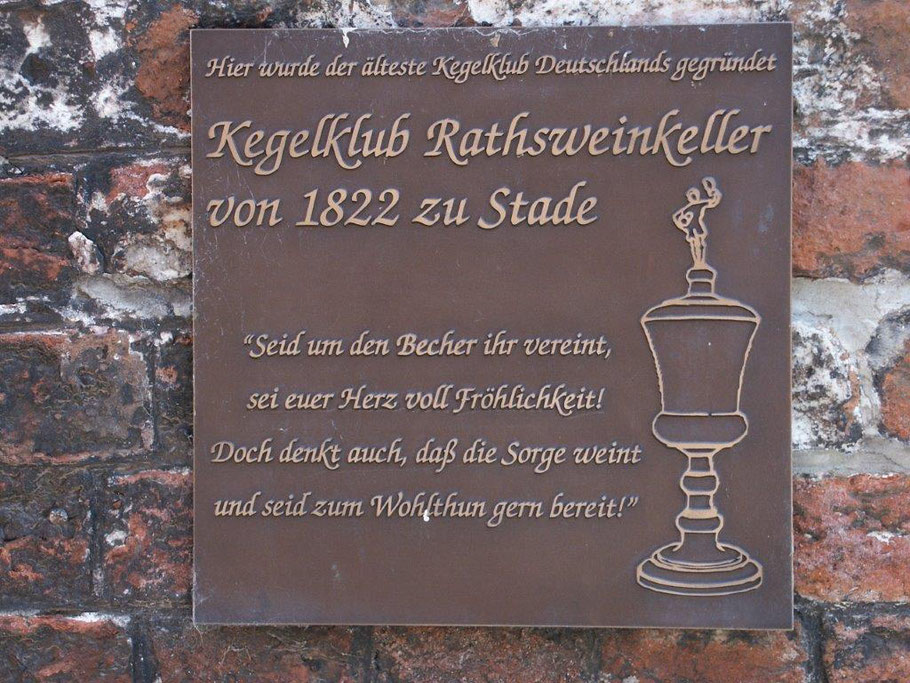 Hier wurde der älteste Kegelklub Deutschlands gegründet
Kegelklub Rathsweinkeller
von 1822 zu Stade
“Seid um den Becher ihr vereint,
sei euer Herz voll Fröhlichkeit!
Doch denkt auch, daß die Sorge weint
und seid zum Wohlthun gern bereit!”